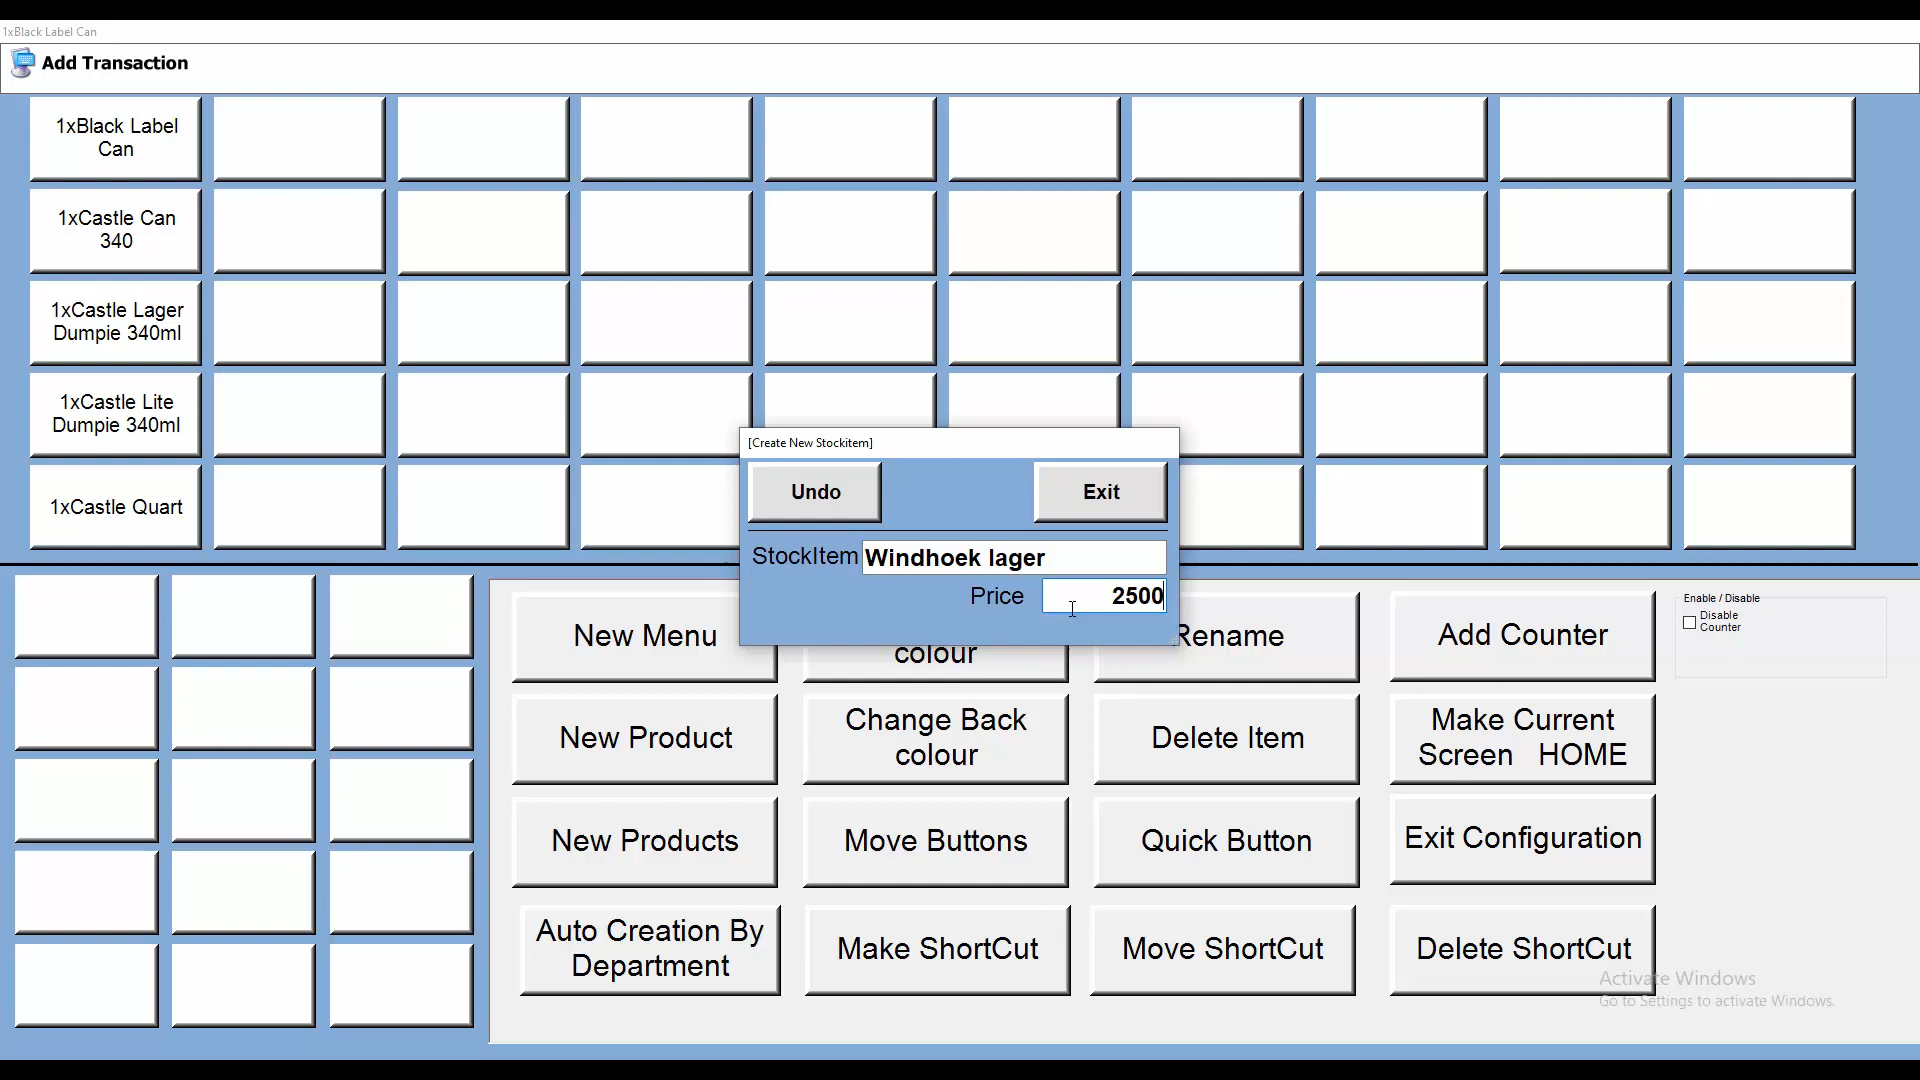 1xBlack Label Can
Add Transaction
1xBlack Label
Can
1xCastle Can
340
1xCastle Lager
Dumpie 340ml
1xCastle Lite
Dumpie 340ml
1xCastle Quart
[Create New Stockitem]
Undo
Exit
StockItem Windhoek lager
Price 2500
New Menu
colour
Rename
Add Counter
Enable / Disable
Disable
Counter
New Product
Change Back
colour
Delete Item
Make Current
Screen HOME
New Products
Move Buttons
Quick Button
Exit Configuration
Auto Creation By
Department
Make ShortCut
Move ShortCut
Delete ShortCut
Activate Windows
Go to Settings to activate Windows.